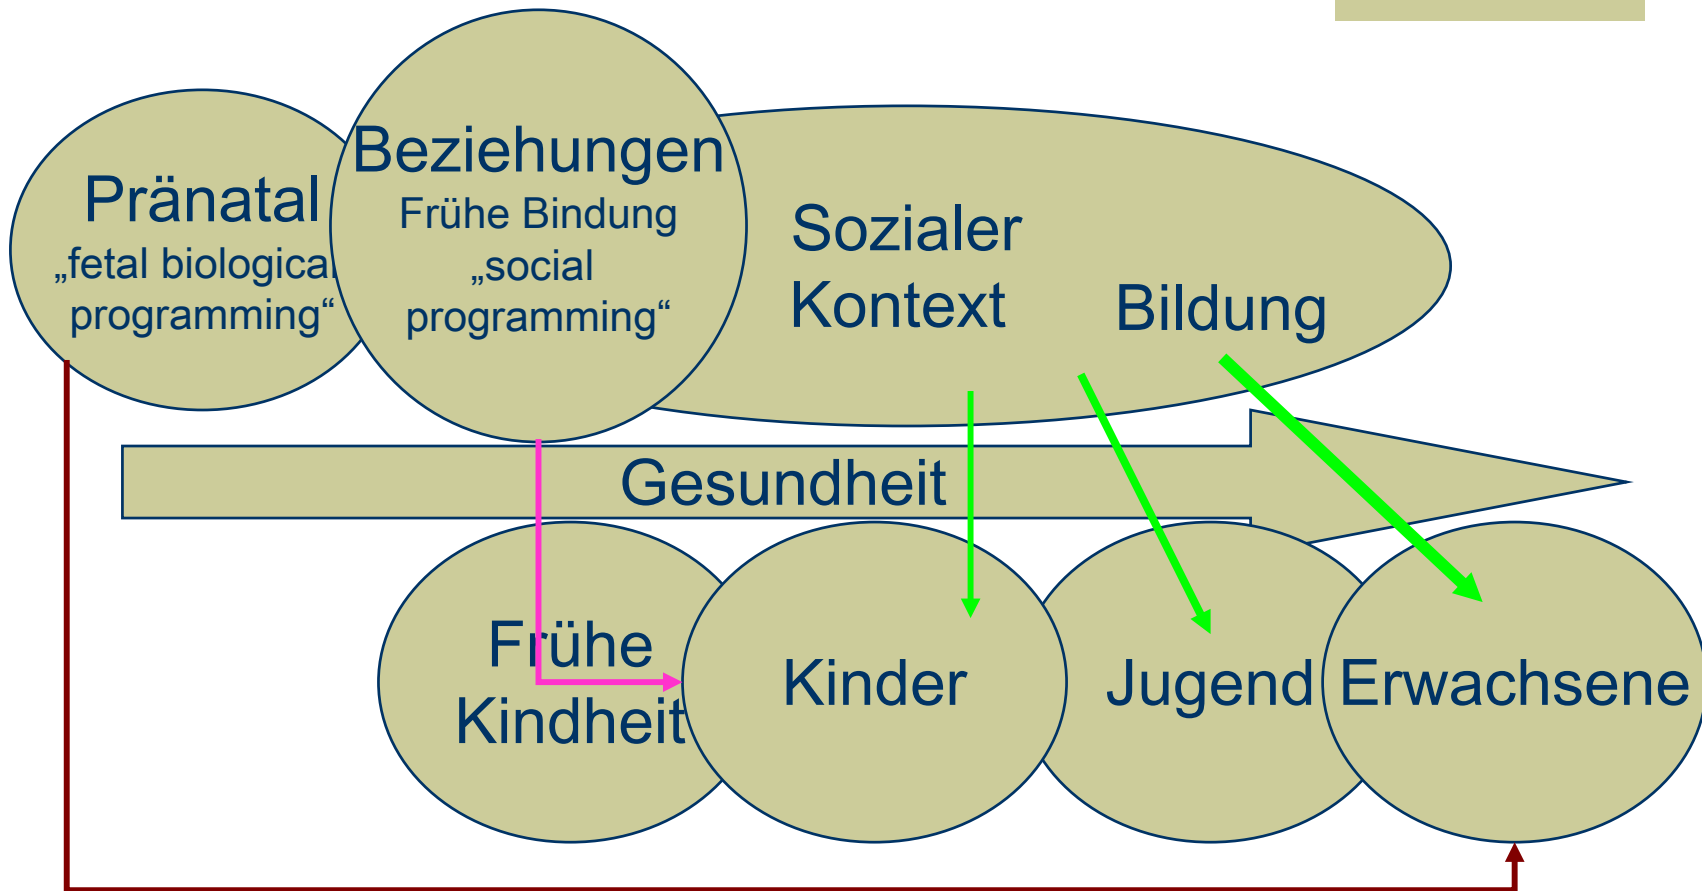 Pränatal
„fetal biological
programming“
Beziehungen
Frühe Bindung
„social
programming“
Sozialer
Kontext
Bildung
Gesundheit
Frühe
Kindheit
Kinder
Jugend
Erwachsene